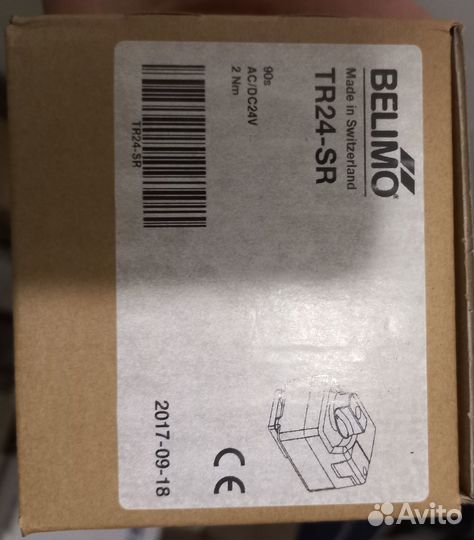 BELIMO
Made in Switzerland
TR24-SR
90s
AC/DC24V
2 Nm
TR24-SR
2017-09-18
CE
Avito